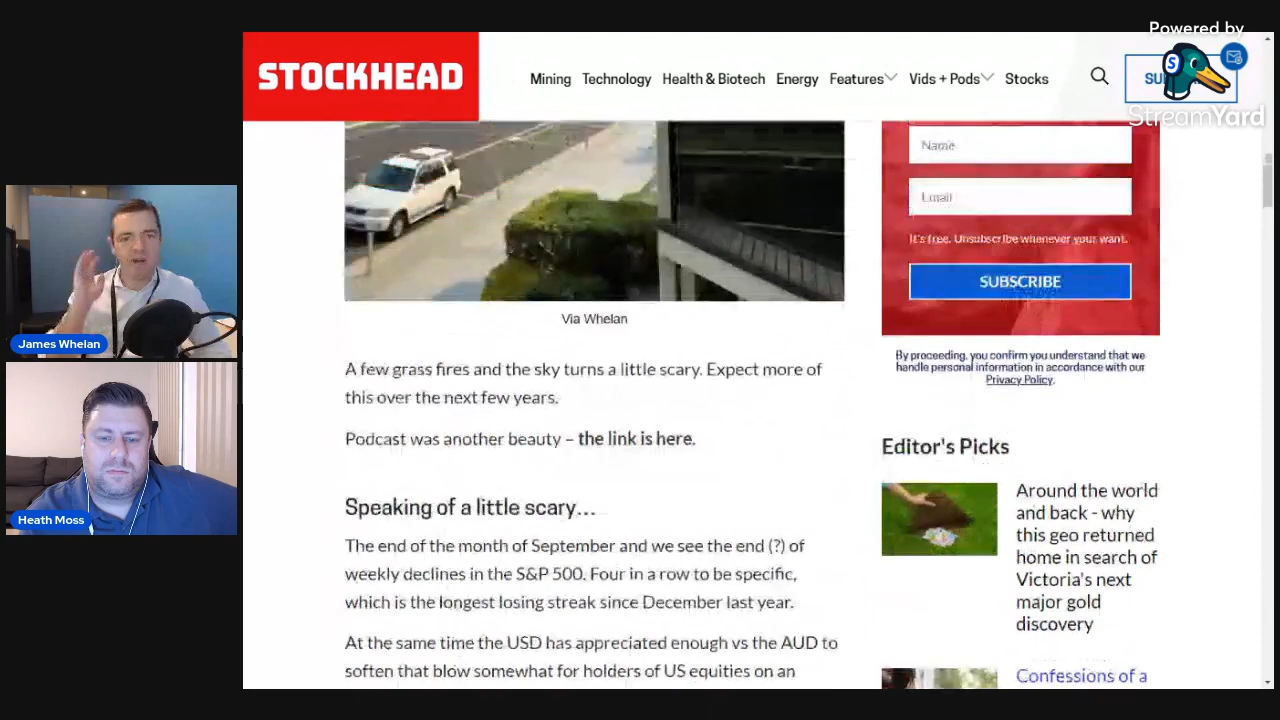 Powered by
StreamYard
STOCKHEAD
Mining Technology Health & Biotech Energy Features Vids + Pods Stocks
James Whelan
Heath Moss
Via Whelan
A few grass fires and the sky turns a little scary. Expect more of
this over the next few years.
Podcast was another beauty – the link is here.
Speaking of a little scary…
The end of the month of September and we see the end (?) of
weekly declines in the S&P 500. Four in a row to be specific,
which is the longest losing streak since December last year.
At the same time the USD has appreciated enough vs the AUD to
soften that blow somewhat for holders of US equities on an
Name
Email
It's free. Unsubscribe whenever your want.
SUBSCRIBE
By proceeding, you confirm you understand that we
handle personal information in accordance with our
Privacy Policy.
Editor's Picks
Around the world
and back - why
this geo returned
home in search of
Victoria's next
major gold
discovery
Confessions of a